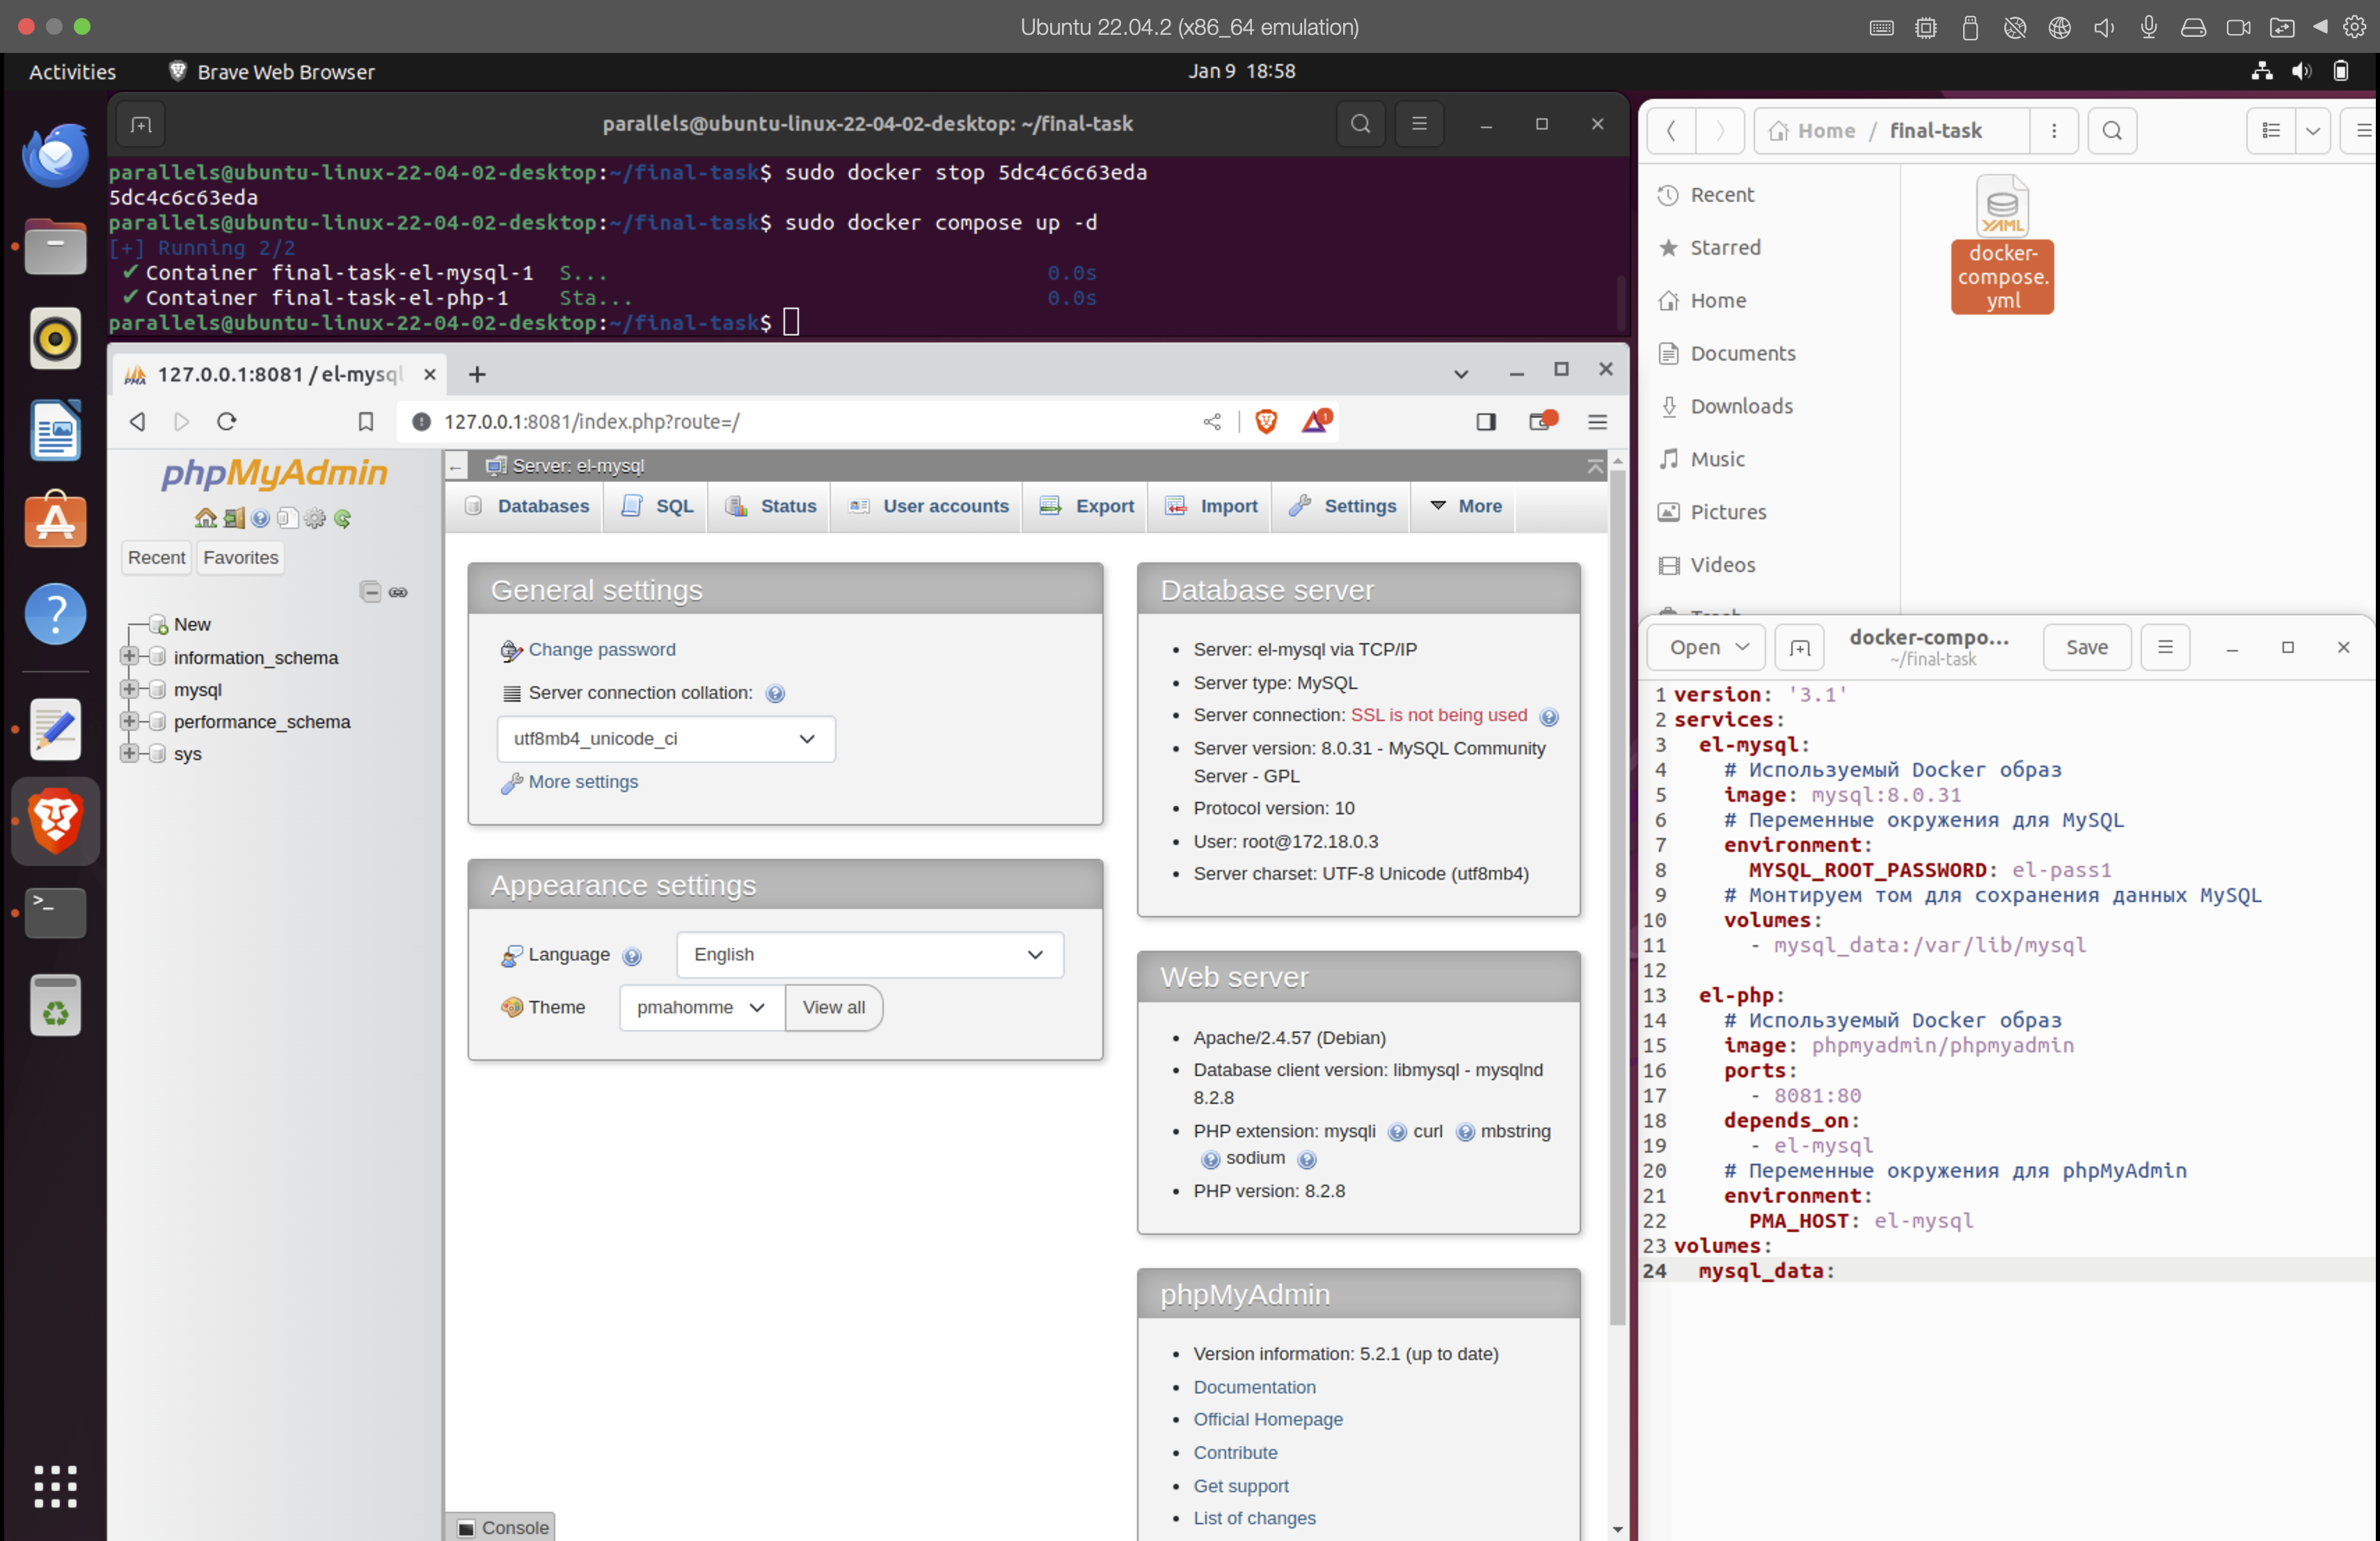 Ubuntu 22.04.2 (x86_64 emulation)
Activities
Brave Web Browser
Jan 9 18:58
parallels@ubuntu-linux-22-04-02-desktop: ~/final-task
parallels@ubuntu-linux-22-04-02-desktop:~/final-task$ sudo docker stop 5dc4c6c63eda
5dc4c6c63eda
parallels@ubuntu-linux-22-04-02-desktop:~/final-task$ sudo docker compose up -d
[+] Running 2/2
✔ Container final-task-el-mysql-1 S... 0.0s
✔ Container final-task-el-php-1 Sta... 0.0s
parallels@ubuntu-linux-22-04-02-desktop:~/final-task$
127.0.0.1:8081 / el-mysql
127.0.0.1:8081/index.php?route=/
1
phpMyAdmin
Recent
Favorites
New
information_schema
mysql
performance_schema
sys
Server: el-mysql
Databases
SQL
Status
User accounts
Export
Import
Settings
More
General settings
Change password
Server connection collation:
utf8mb4_unicode_ci
More settings
Appearance settings
Language
English
Theme
pmahomme
View all
Database server
Server: el-mysql via TCP/IP
Server type: MySQL
Server connection: SSL is not being used
Server version: 8.0.31 - MySQL Community
Server - GPL
Protocol version: 10
User: root@172.18.0.3
Server charset: UTF-8 Unicode (utf8mb4)
Web server
Apache/2.4.57 (Debian)
Database client version: libmysql - mysqlnd
8.2.8
PHP extension: mysqli curl mbstring
sodium
PHP version: 8.2.8
phpMyAdmin
Version information: 5.2.1 (up to date)
Documentation
Official Homepage
Contribute
Get support
List of changes
Console
Home / final-task
Recent
Starred
Home
Documents
Downloads
Music
Pictures
Videos
YAML
docker-
compose.
yml
Open
docker-compo...
~/final-task
Save
1 version: '3.1'
2 services:
3 el-mysql:
4 # Используемый Docker образ
5 image: mysql:8.0.31
6 # Переменные окружения для MySQL
7 environment:
8 MYSQL_ROOT_PASSWORD: el-pass1
9 # Монтируем том для сохранения данных MySQL
10 volumes:
11 - mysql_data:/var/lib/mysql
12
13 el-php:
14 # Используемый Docker образ
15 image: phpmyadmin/phpmyadmin
16 ports:
17 - 8081:80
18 depends_on:
19 - el-mysql
20 # Переменные окружения для phpMyAdmin
21 environment:
22 PMA_HOST: el-mysql
23 volumes:
24 mysql_data: